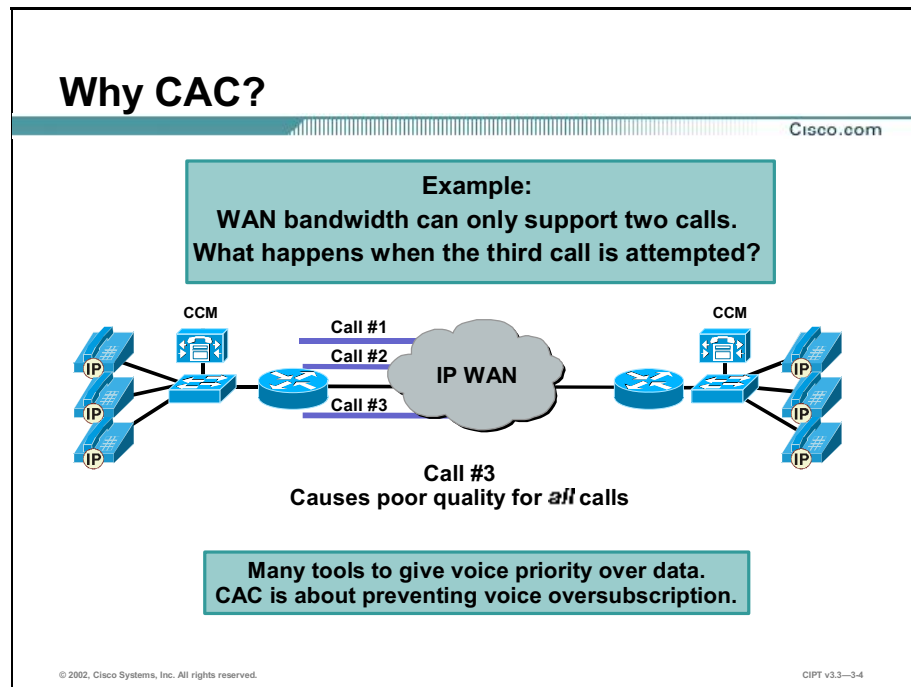 Why CAC?
Cisco.com
Example:
WAN bandwidth can only support two calls.
What happens when the third call is attempted?
CCM
CCM
Call #1
Call #2
Call #3
IP WAN
IP
IP
IP
IP
IP
IP
Call #3
Causes poor quality for all calls
Many tools to give voice priority over data.
CAC is about preventing voice oversubscription.
© 2002, Cisco Systems, Inc. All rights reserved.
CIPT v3.3—3-4